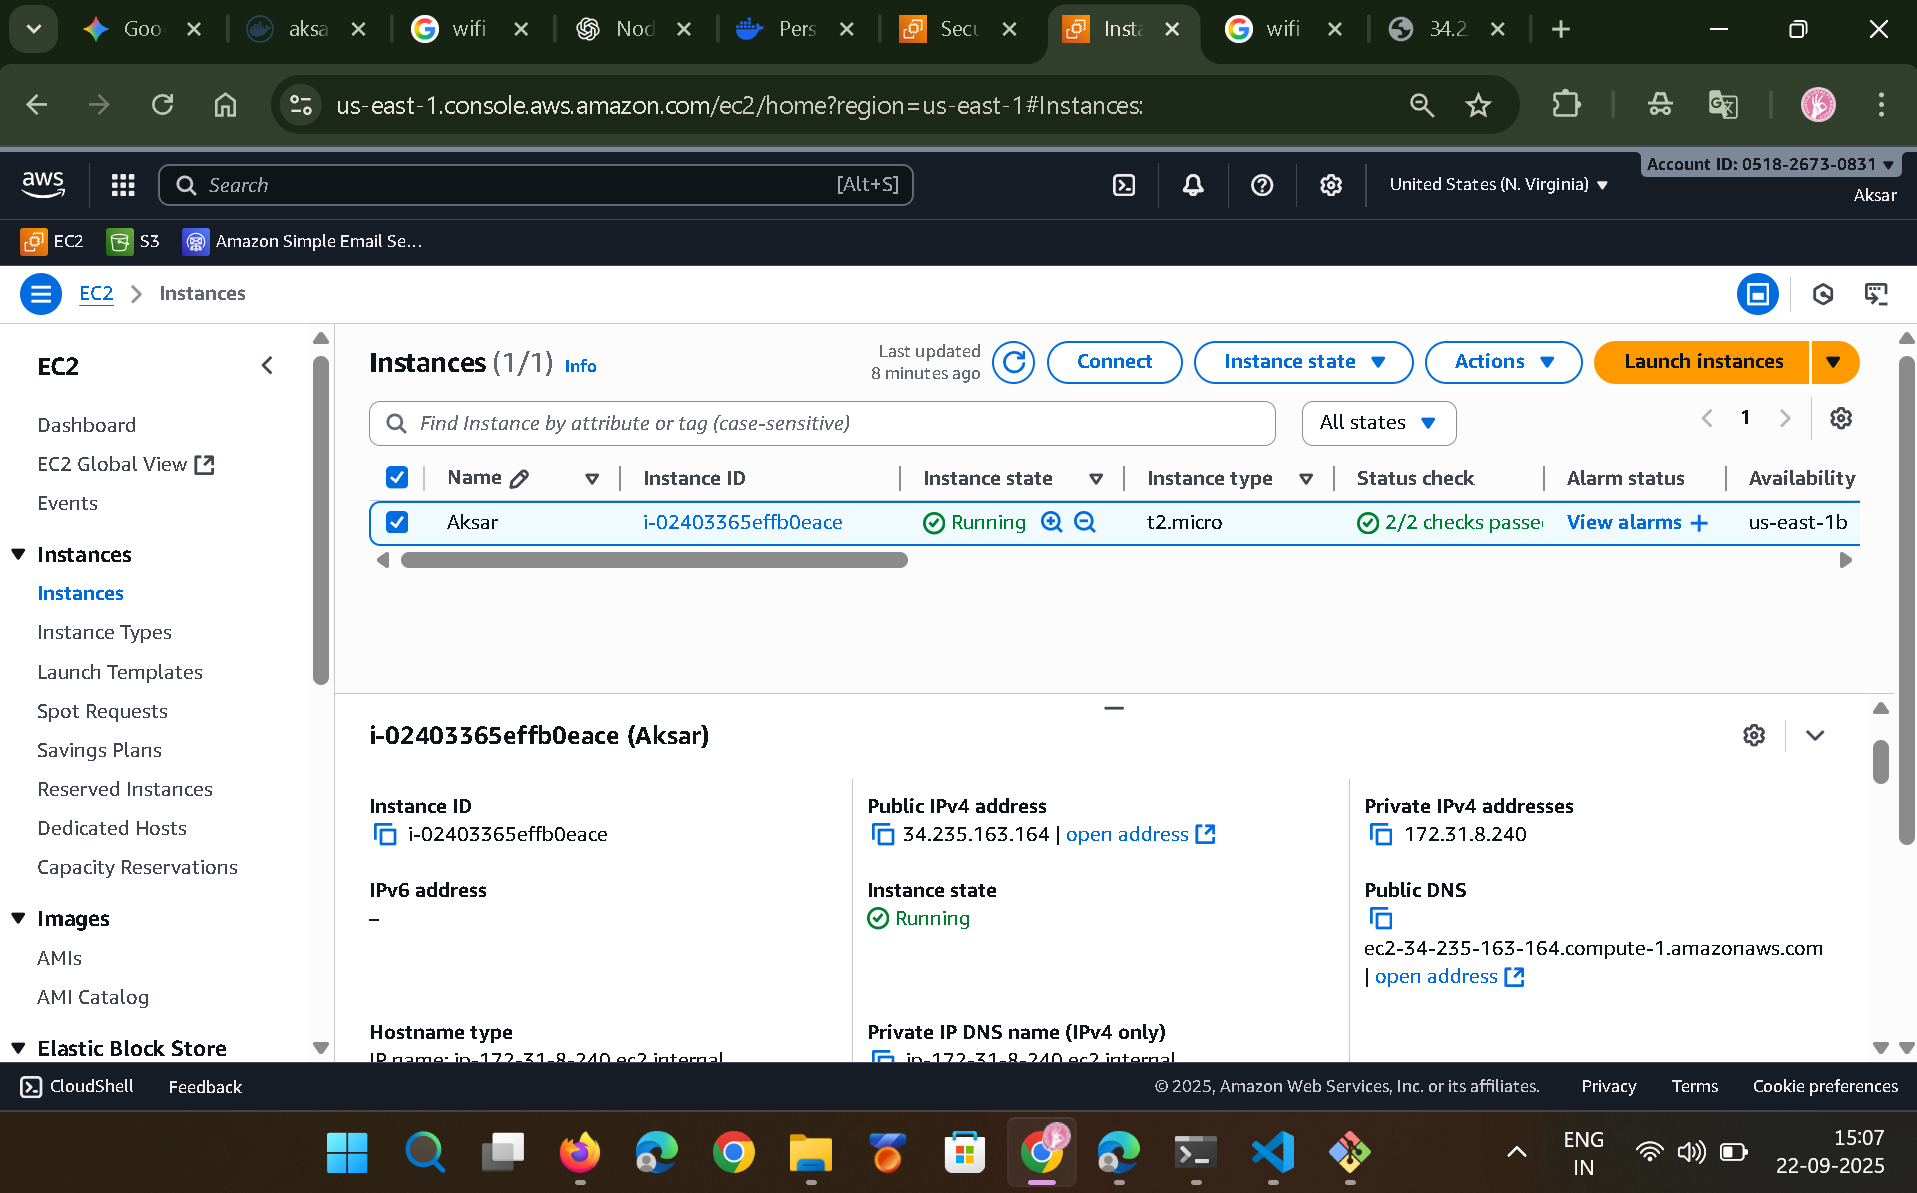 Goo
aksa
wifi
Nod
Pers
Secu
Insta
wifi
34.2
us-east-1.console.aws.amazon.com/ec2/home?region=us-east-1#Instances:
aws
Search
[Alt+S]
United States (N. Virginia)
Account ID: 0518-2673-0831
Aksar
EC2
S3
Amazon Simple Email Se...
EC2
Instances
EC2
Dashboard
EC2 Global View
Events
Instances
Instances
Instance Types
Launch Templates
Spot Requests
Savings Plans
Reserved Instances
Dedicated Hosts
Capacity Reservations
Images
AMIs
AMI Catalog
Elastic Block Store
Instances (1/1) Info
Last updated
8 minutes ago
Connect
Instance state
Actions
Launch instances
Find Instance by attribute or tag (case-sensitive)
All states
1
Name
Instance ID
Instance state
Instance type
Status check
Alarm status
Availability
Aksar
i-02403365effb0eace
Running
t2.micro
2/2 checks passe
View alarms +
us-east-1b
i-02403365effb0eace (Aksar)
Instance ID
i-02403365effb0eace
Public IPv4 address
34.235.163.164 | open address
Private IPv4 addresses
172.31.8.240
IPv6 address
–
Instance state
Running
Public DNS
ec2-34-235-163-164.compute-1.amazonaws.com
| open address
Hostname type
IP name: ip-172-31-8-240.ec2.internal
Private IP DNS name (IPv4 only)
ip-172-31-8-240.ec2.internal
CloudShell
Feedback
© 2025, Amazon Web Services, Inc. or its affiliates.
Privacy
Terms
Cookie preferences
ENG
IN
15:07
22-09-2025